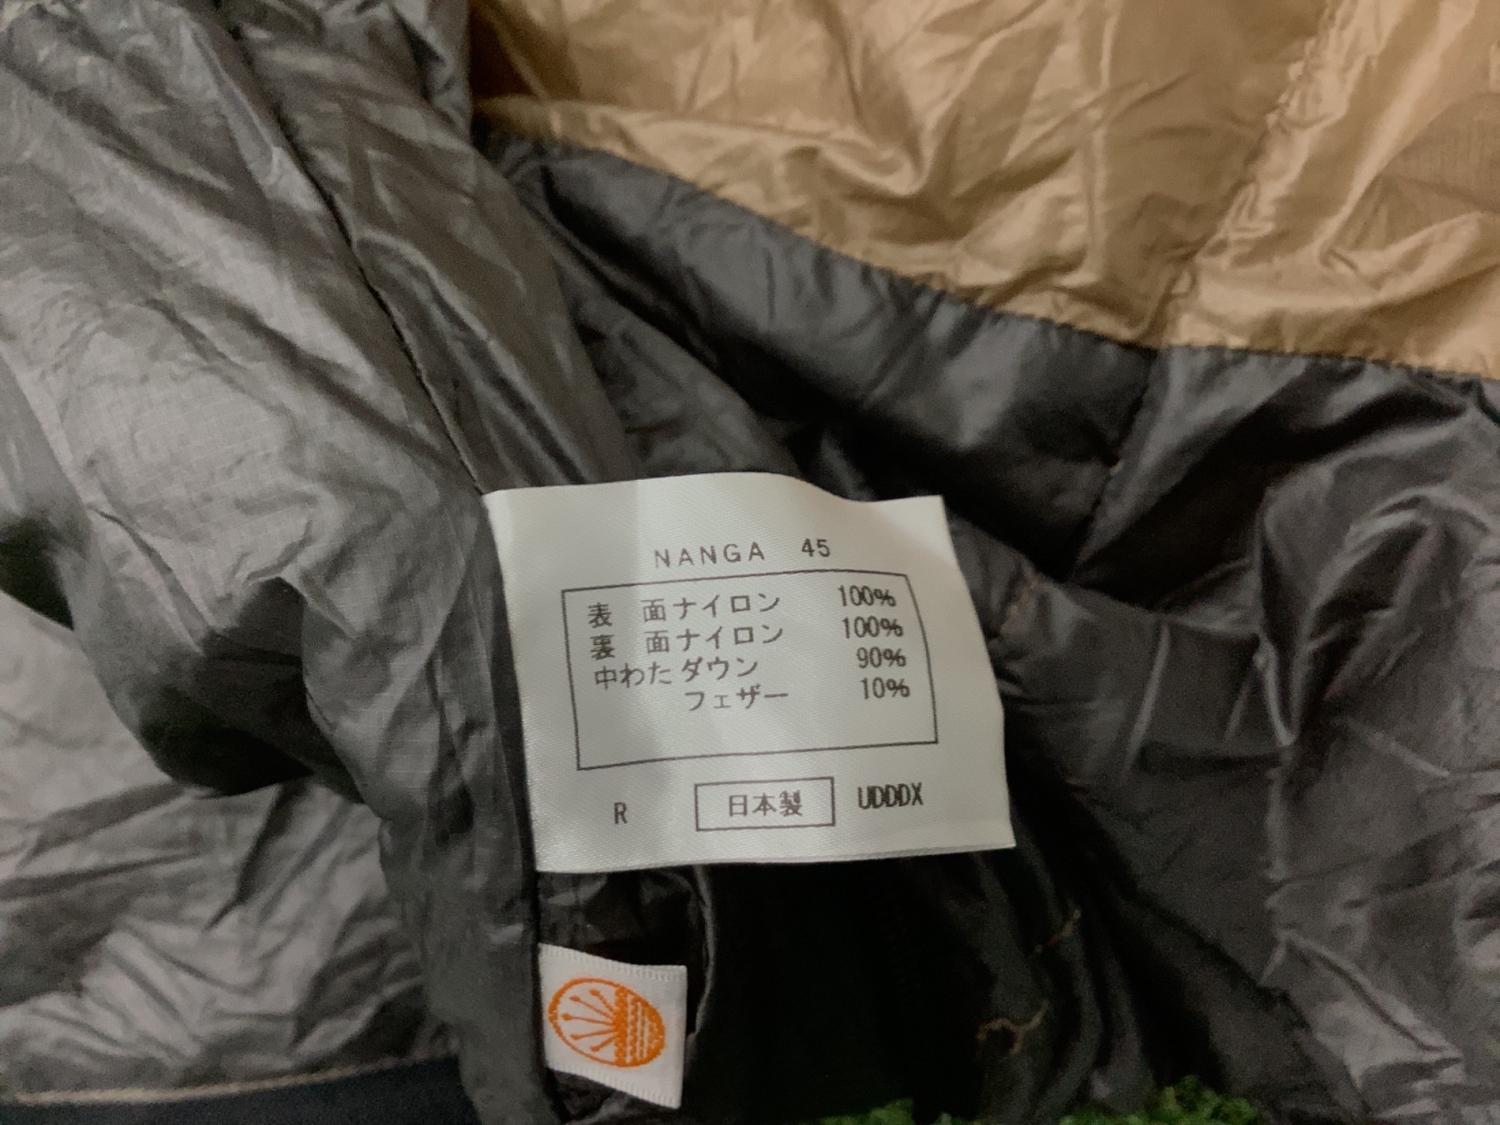 NANGA 45
表 面ナイロン 100%
裏 面ナイロン 100%
中わた ダウン 90%
フェザー 10%
R 日本製 UDDDX